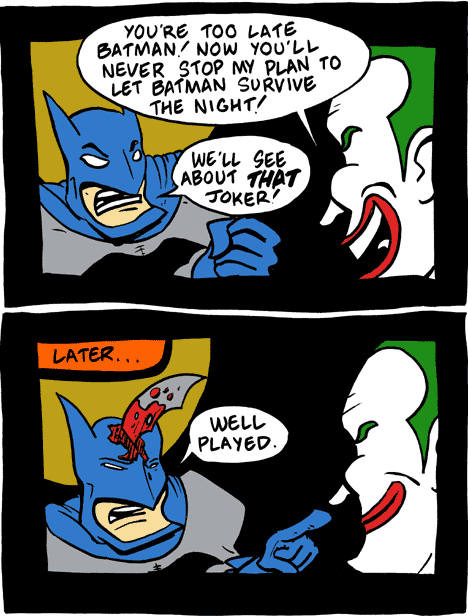 YOU'RE TOO LATE
BATMAN! NOW YOU'LL
NEVER STOP MY PLAN TO
LET BATMAN SURVIVE
THE NIGHT!
WE'LL SEE
ABOUT THAT
JOKER!
LATER...
WELL
PLAYED.